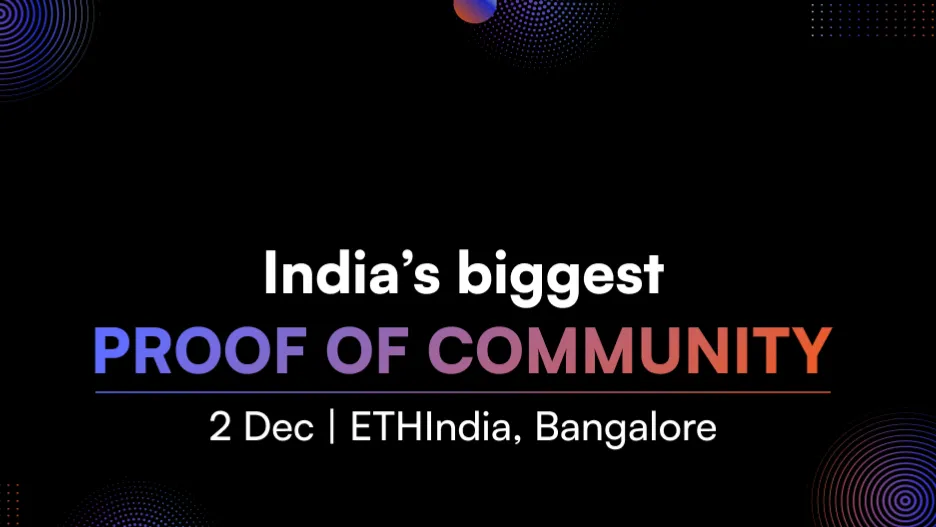 India’s biggest
PROOF OF COMMUNITY
2 Dec | ETHIndia, Bangalore